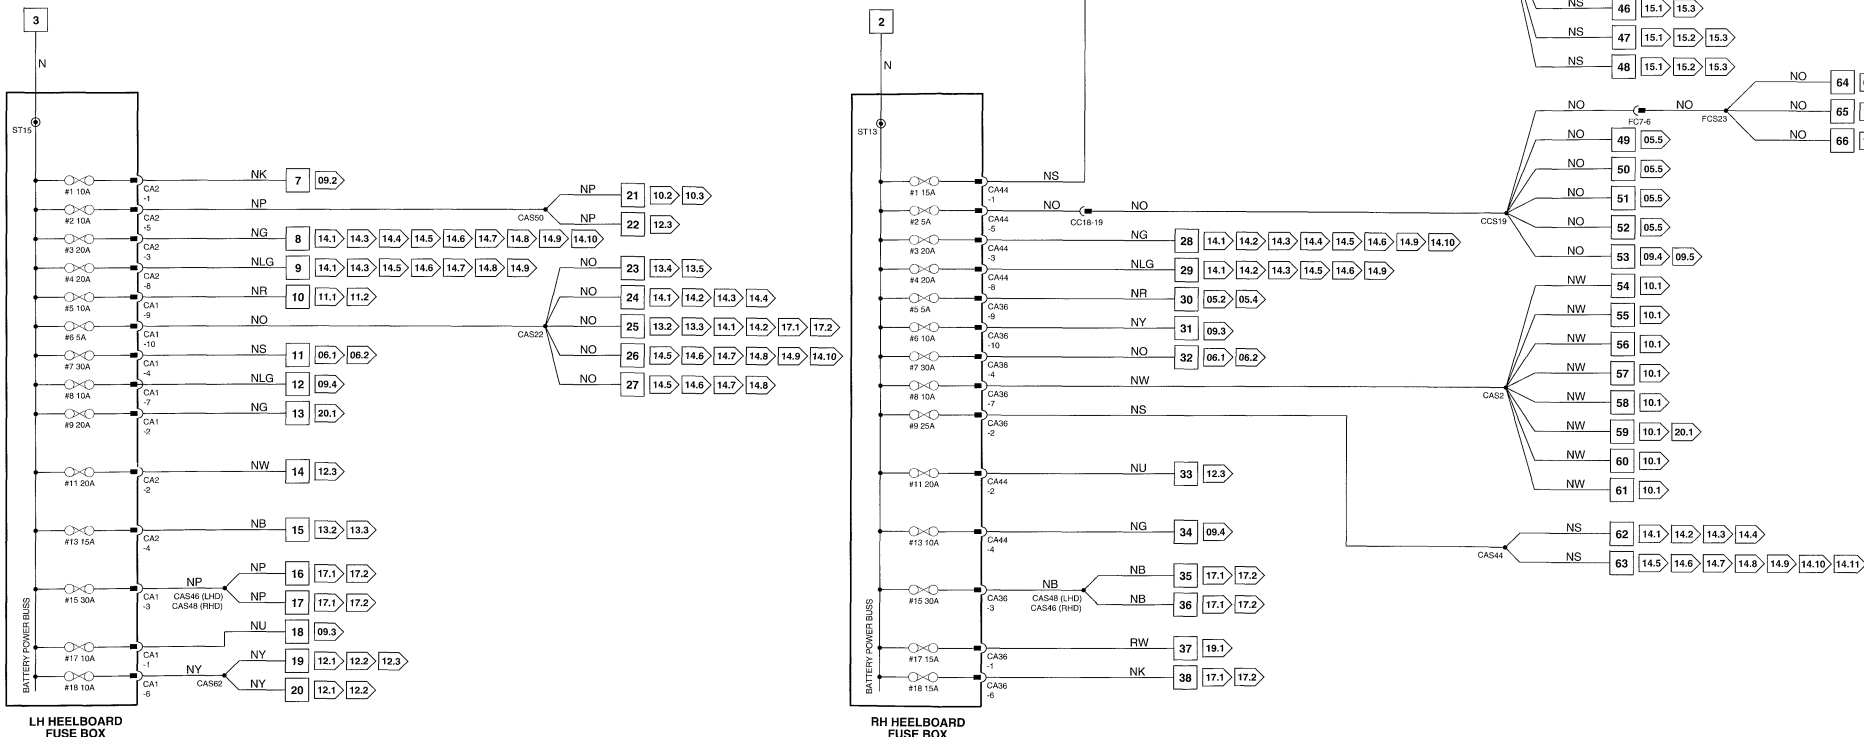 3
N
ST15
#1 10A CA2 -1 NK 7 09.2
#2 10A CA2 -5 NP CAS50
NP 21 10.2 10.3
NP 22 12.3
#3 20A CA2 -3 NG 8 14.1 14.3 14.4 14.5 14.6 14.7 14.8 14.9 14.10
#4 20A CA2 -8 NLG 9 14.1 14.3 14.5 14.6 14.7 14.8 14.9
#5 10A CA1 -9 NR 10 11.1 11.2
#6 5A CA1 -10 NO CAS22
NO 23 13.4 13.5
NO 24 14.1 14.2 14.3 14.4
NO 25 13.2 13.3 14.1 14.2 17.1 17.2
NO 26 14.5 14.6 14.7 14.8 14.9 14.10
NO 27 14.5 14.6 14.7 14.8
#7 30A CA1 -4 NS 11 06.1 06.2
#8 10A CA1 -7 NLG 12 09.4
#9 20A CA1 -2 NG 13 20.1
#11 20A CA2 -2 NW 14 12.3
#13 15A CA2 -4 NB 15 13.2 13.3
#15 30A CA1 -3 NP CAS46 (LHD) CAS48 (RHD)
NP 16 17.1 17.2
NP 17 17.1 17.2
#17 10A CA1 -1 NU 18 09.3
#18 10A CA1 -6 NY CAS62
NY 19 12.1 12.2 12.3
NY 20 12.1 12.2
BATTERY POWER BUSS
LH HEELBOARD
FUSE BOX
2
N
ST13
#1 15A CA44 -1 NS
#2 5A CA44 -5 NO CC18-19 NO CCS19
#3 20A CA44 -3 NG 28 14.1 14.2 14.3 14.4 14.5 14.6 14.9 14.10
#4 20A CA44 -8 NLG 29 14.1 14.2 14.3 14.5 14.6 14.9
#5 5A CA36 -9 NR 30 05.2 05.4
#6 10A CA36 -10 NY 31 09.3
#7 30A CA36 -4 NO 32 06.1 06.2
#8 10A CA36 -7 NW CAS2
#9 25A CA36 -2 NS CAS44
#11 20A CA44 -2 NU 33 12.3
#13 10A CA44 -4 NG 34 09.4
#15 30A CA36 -3 NB CAS48 (LHD) CAS46 (RHD)
NB 35 17.1 17.2
NB 36 17.1 17.2
#17 15A CA36 -1 RW 37 19.1
#18 15A CA36 -6 NK 38 17.1 17.2
BATTERY POWER BUSS
RH HEELBOARD
FUSE BOX
NS 46 15.1 15.3
NS 47 15.1 15.2 15.3
NS 48 15.1 15.2 15.3
NO FC7-6 NO FCS23
NO 64
NO 65
NO 66
NO 49 05.5
NO 50 05.5
NO 51 05.5
NO 52 05.5
NO 53 09.4 09.5
NW 54 10.1
NW 55 10.1
NW 56 10.1
NW 57 10.1
NW 58 10.1
NW 59 10.1 20.1
NW 60 10.1
NW 61 10.1
NS 62 14.1 14.2 14.3 14.4
NS 63 14.5 14.6 14.7 14.8 14.9 14.10 14.11